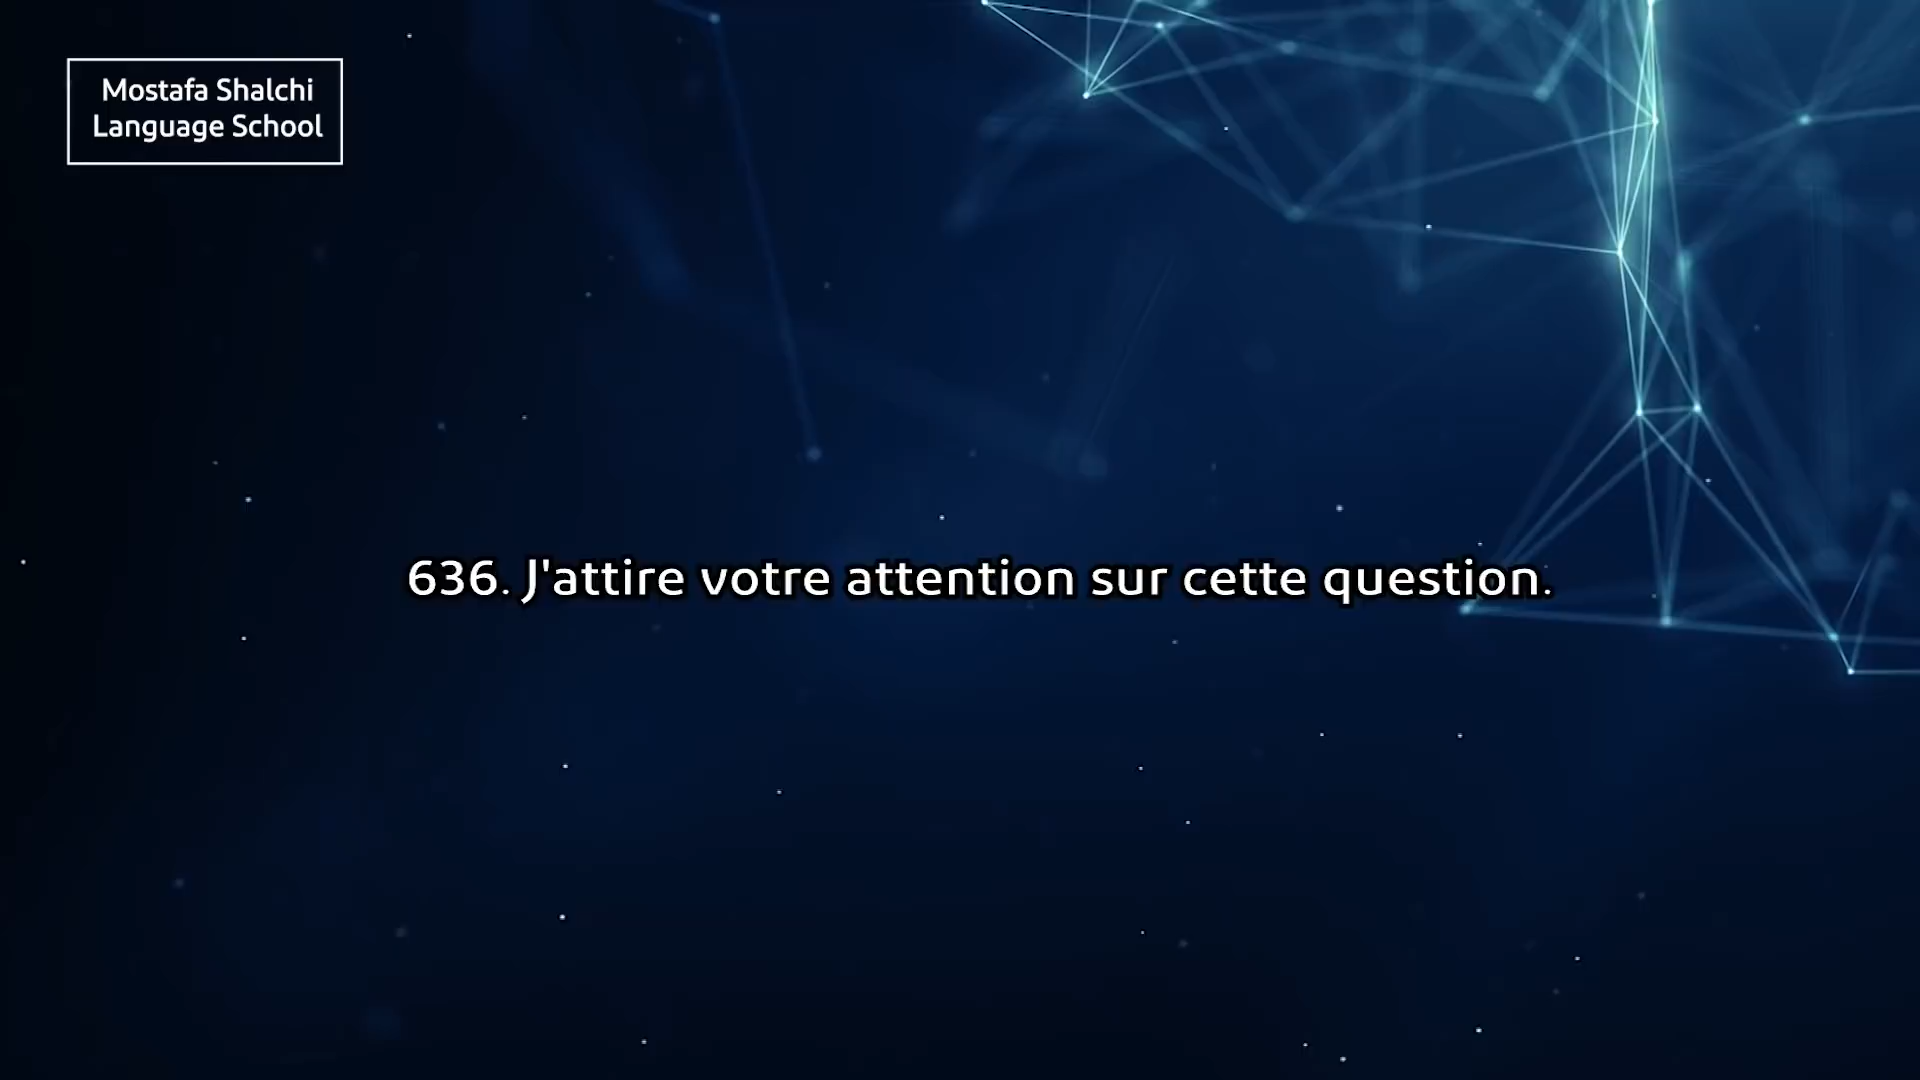 Mostafa Shalchi
Language School
636. J'attire votre attention sur cette question.